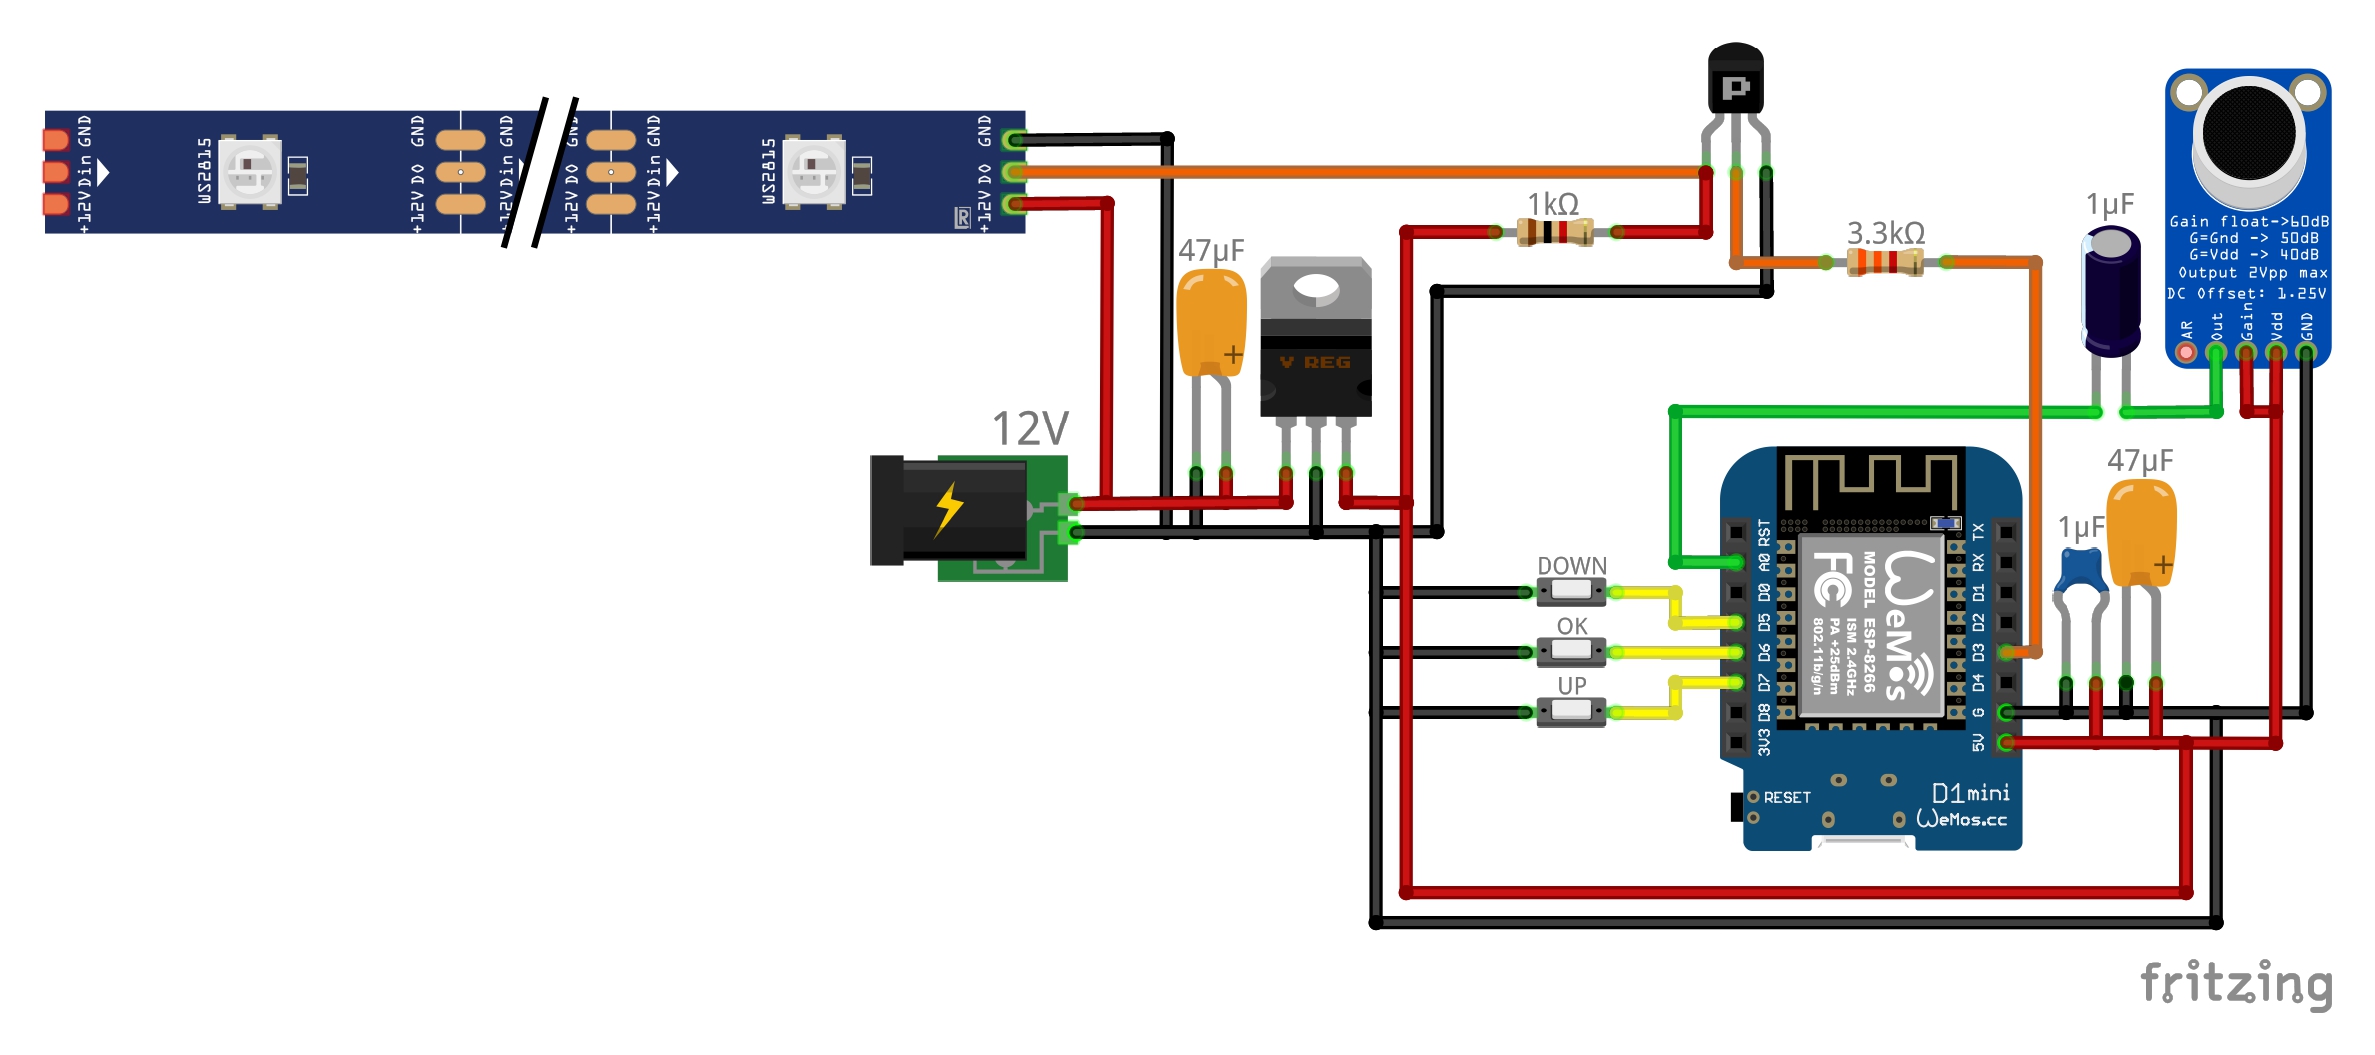 GND
Din
+12V
WS2815
GND
DO
+12V
GND
Din
+12V
GND
DO
+12V
GND
Din
+12V
WS2815
R
GND
DO
+12V
47µF
+
V REG
12V
P
1kΩ
3.3kΩ
1µF
Gain float->60dB
G=Gnd -> 50dB
G=Vdd -> 40dB
Output 2Vpp max
DC Offset: 1.25V
AR
Out
Gain
Vdd
GND
DOWN
OK
UP
RST
A0
D0
D5
D6
D7
D8
3V3
TX
RX
D1
D2
D3
D4
G
5V
WeMos
MODEL ESP-8266
ISM 2.4GHz
PA +25dBm
802.11b/g/n
FC
RESET
D1mini
WeMos.cc
1µF
47µF
+
fritzing